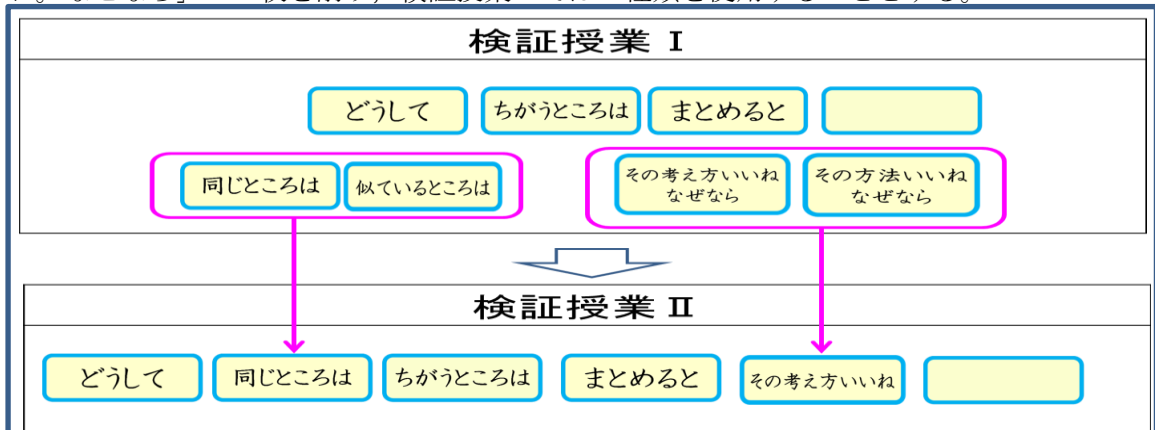 検証授業 Ⅰ
どうして ちがうところは まとめると
同じところは 似ているところは その考え方いいね なぜなら その方法いいね なぜなら
検証授業 Ⅱ
どうして 同じところは ちがうところは まとめると その考え方いいね